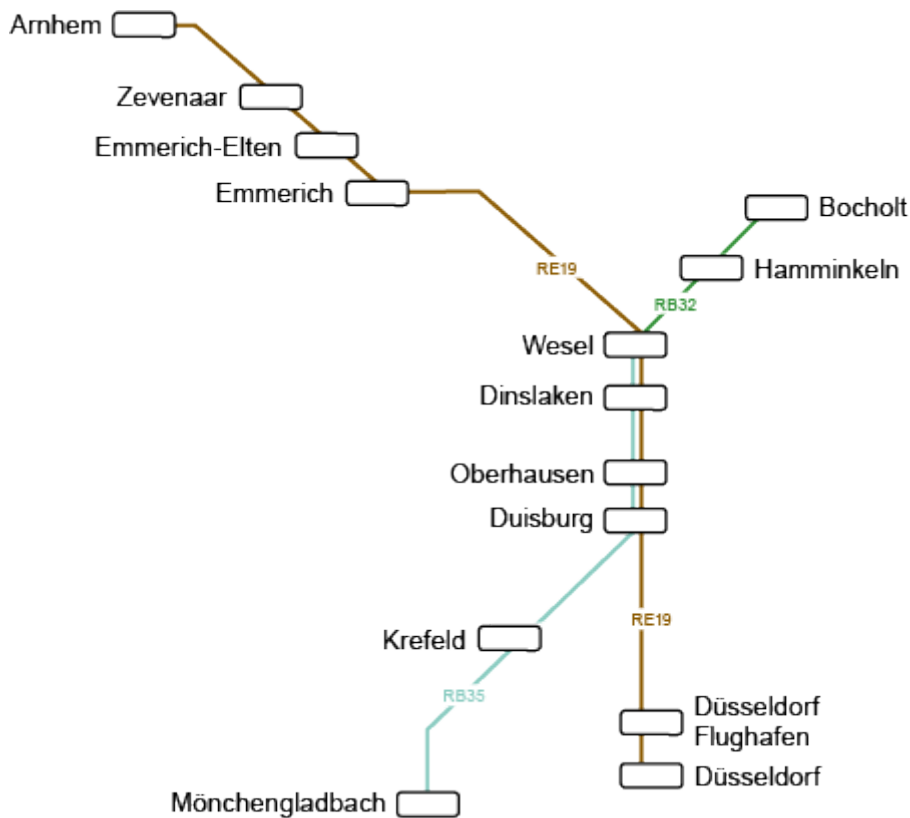 Arnhem
Zevenaar
Emmerich-Elten
Emmerich
Bocholt
Hamminkeln
RE19
RB32
Wesel
Dinslaken
Oberhausen
Duisburg
RE19
Krefeld
RB35
Düsseldorf
Flughafen
Düsseldorf
Mönchengladbach